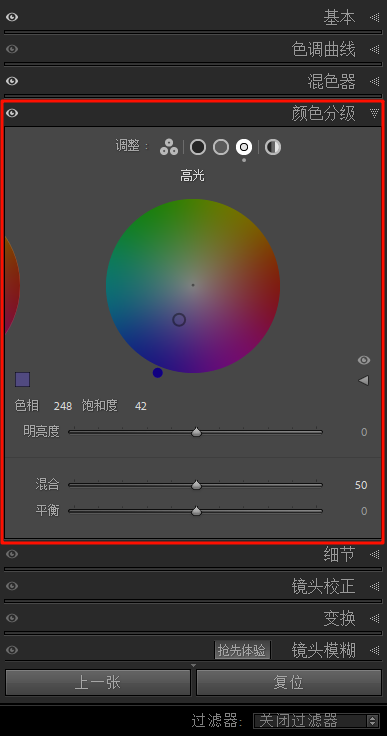 基本
色调曲线
混色器
颜色分级
调整：
高光
色相 248 饱和度 42
明亮度 0
混合 50
平衡 0
细节
镜头校正
变换
抢先体验 镜头模糊
上一张 复位
过滤器: 关闭过滤器